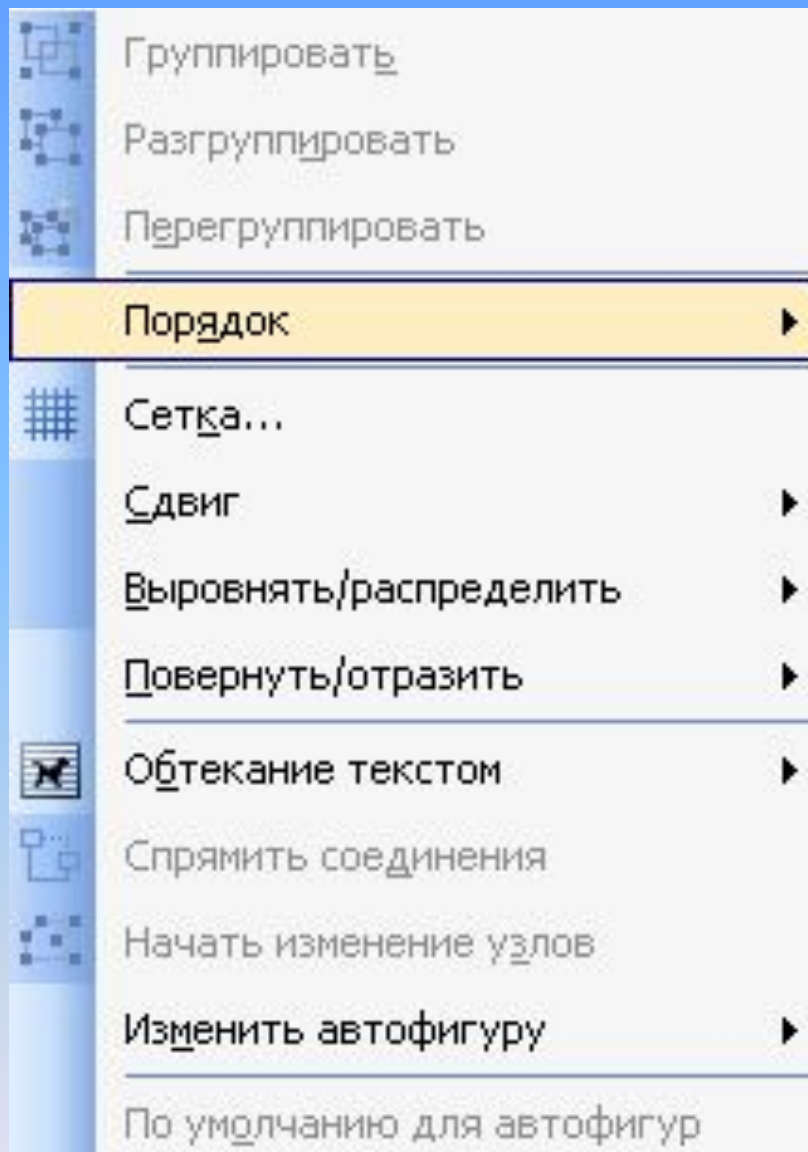 Группировать
Разгруппировать
Перегруппировать
Порядок
Сетка...
Сдвиг
Выровнять/распределить
Повернуть/отразить
Обтекание текстом
Спрямить соединения
Начать изменение узлов
Изменить автофигуру
По умолчанию для автофигур